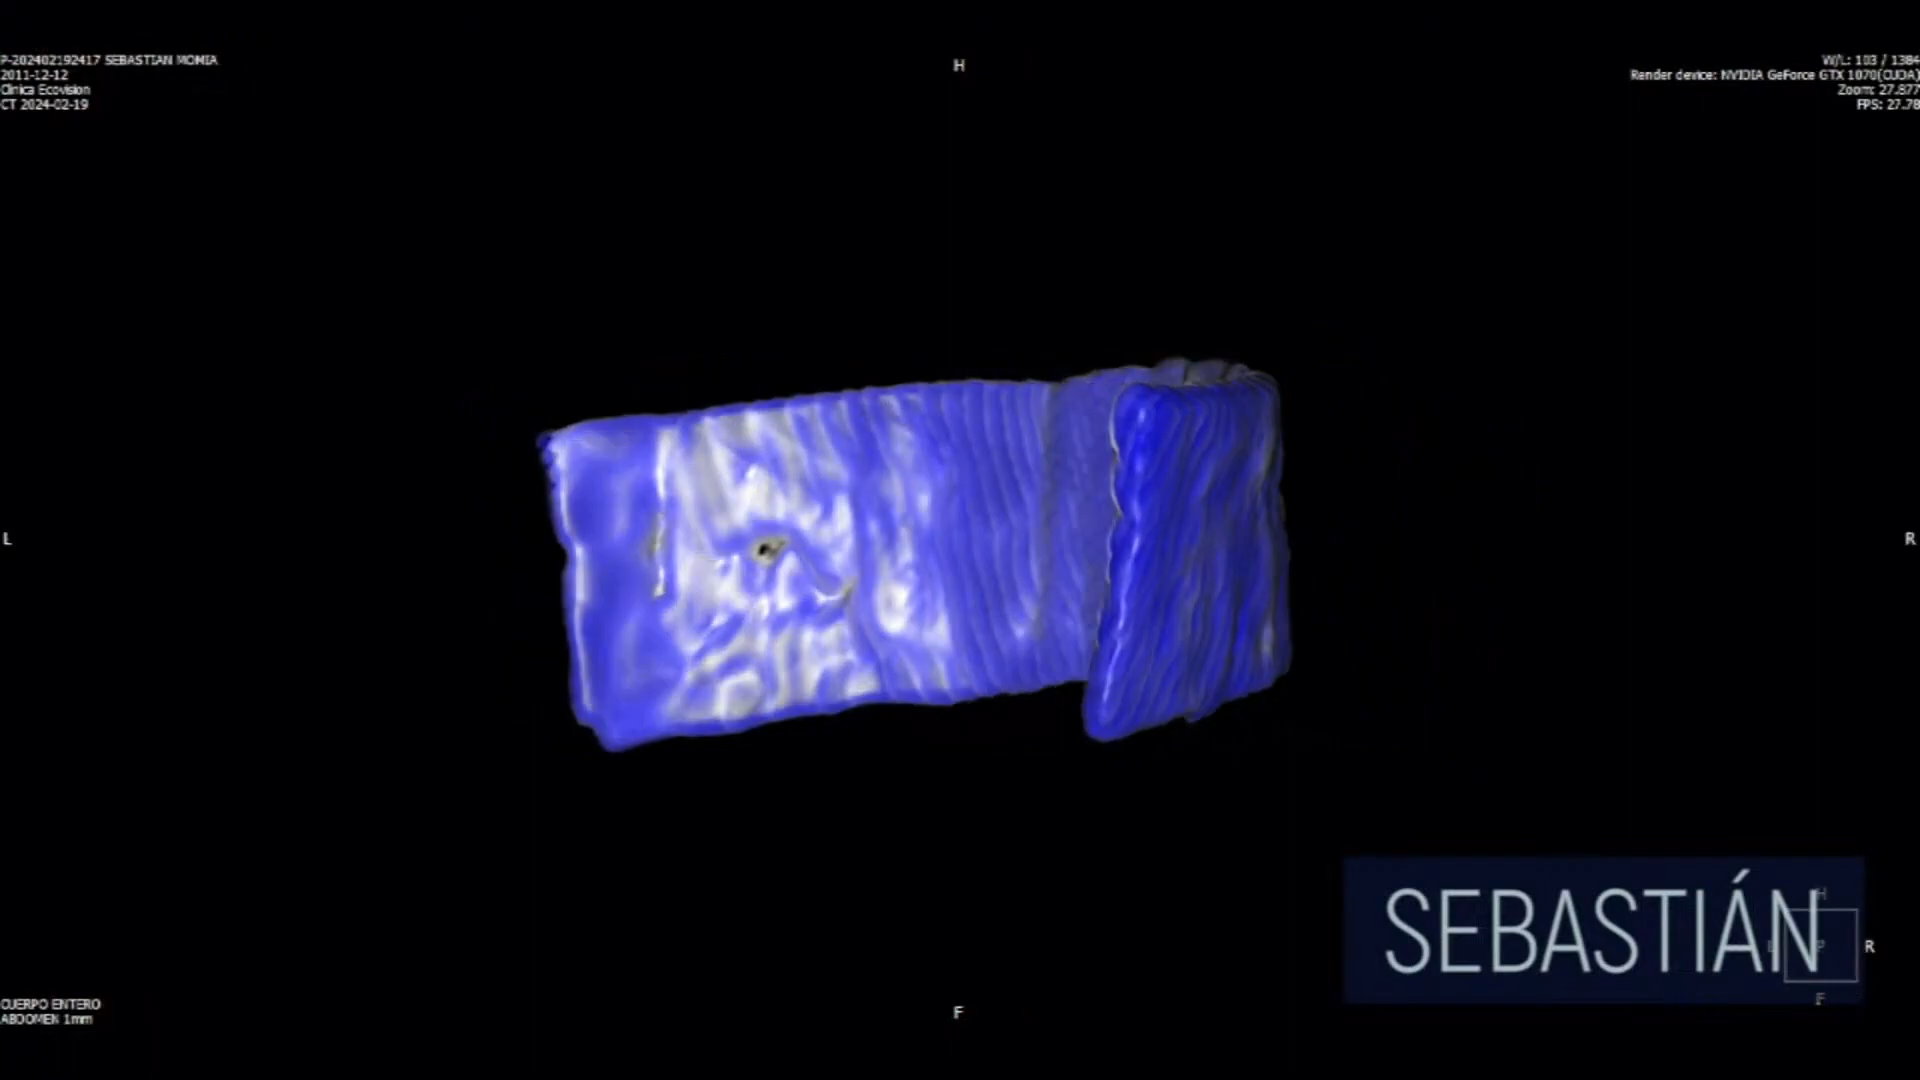 P-202402192417 SEBASTIAN MOMIA
2011-12-12
Clinica Ecovision
CT 2024-02-19
W/L: 103 / 1384
Render device: NVIDIA GeForce GTX 1070(CUDA)
Zoom: 27.877
FPS: 27.78
H
L
R
SEBASTIÁN
H
L
P
R
F
CUERPO ENTERO
ABDOMEN 1mm
F